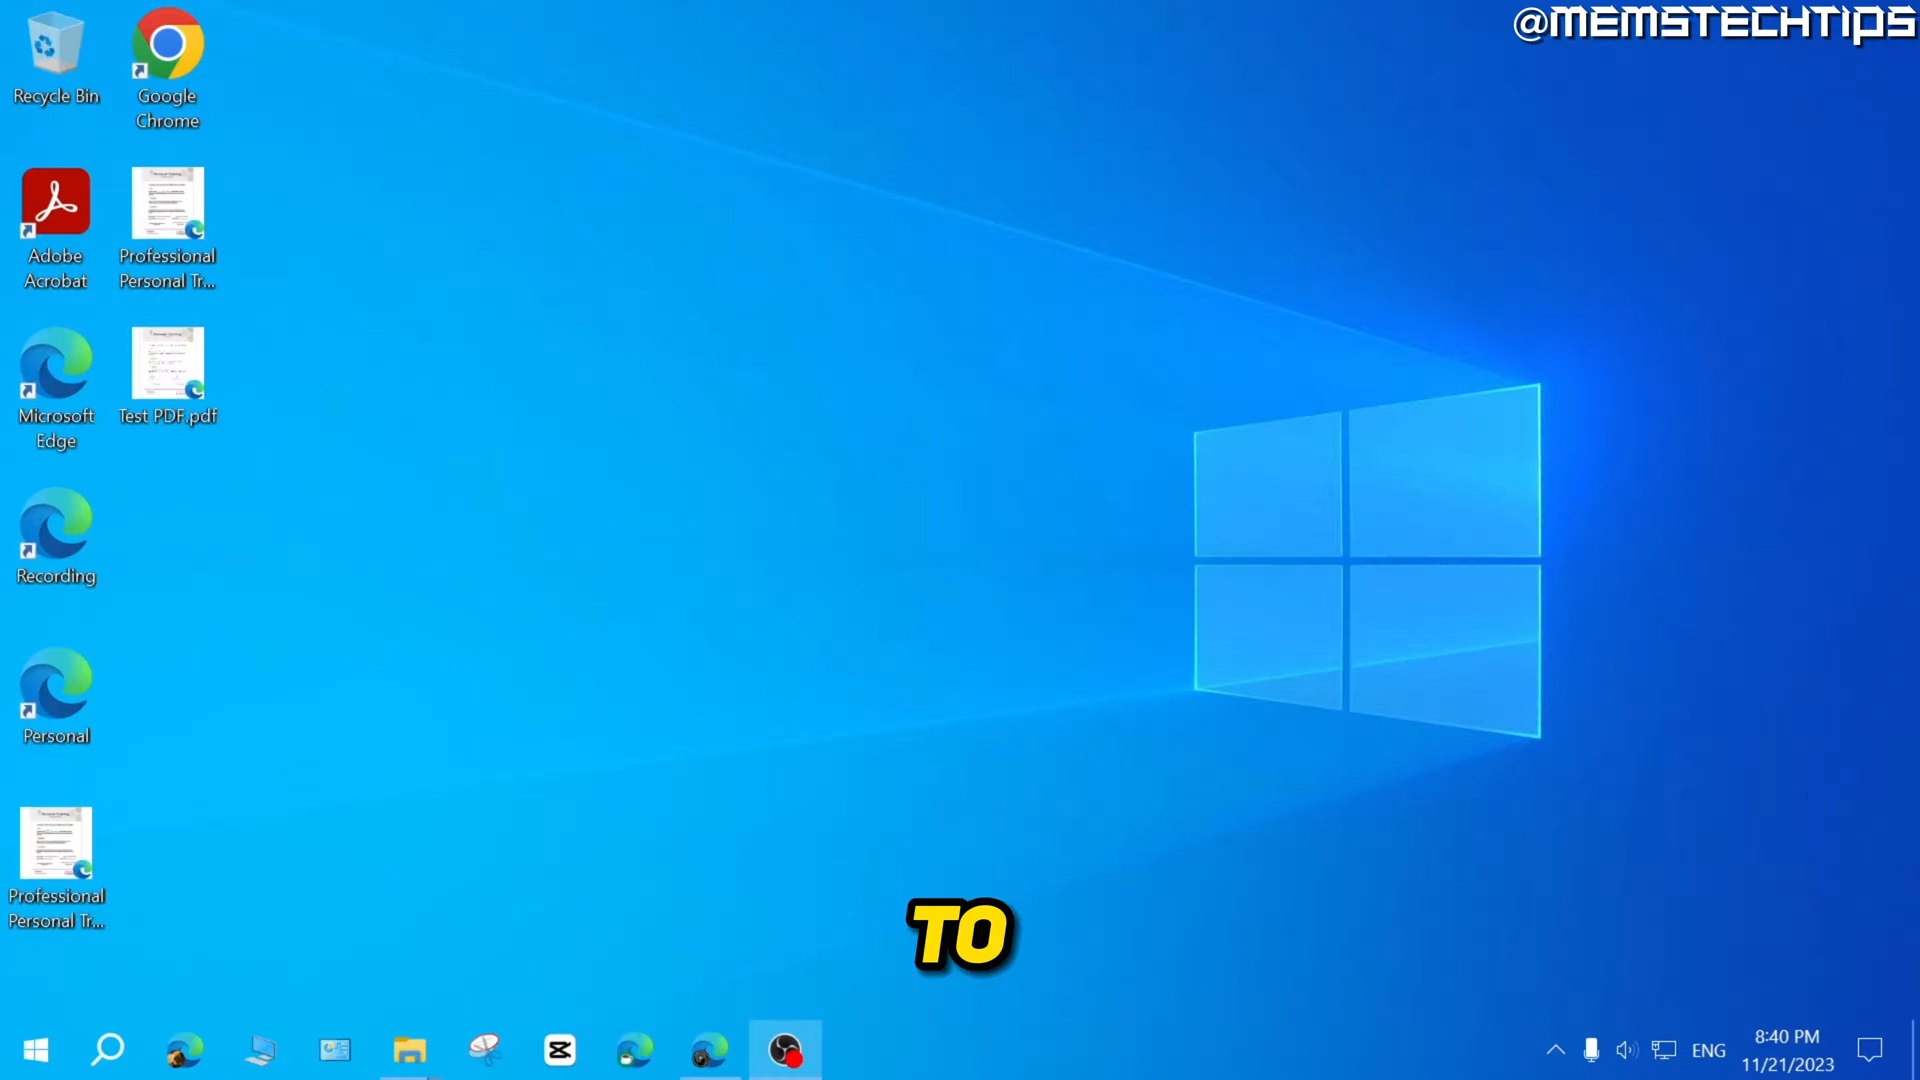 @MEMSTECHTIPS
Recycle Bin
Google
Chrome
Adobe
Acrobat
Professional
Personal Tr...
Microsoft
Edge
Test PDF.pdf
Recording
Personal
Professional
Personal Tr...
TO
ENG
8:40 PM
11/21/2023